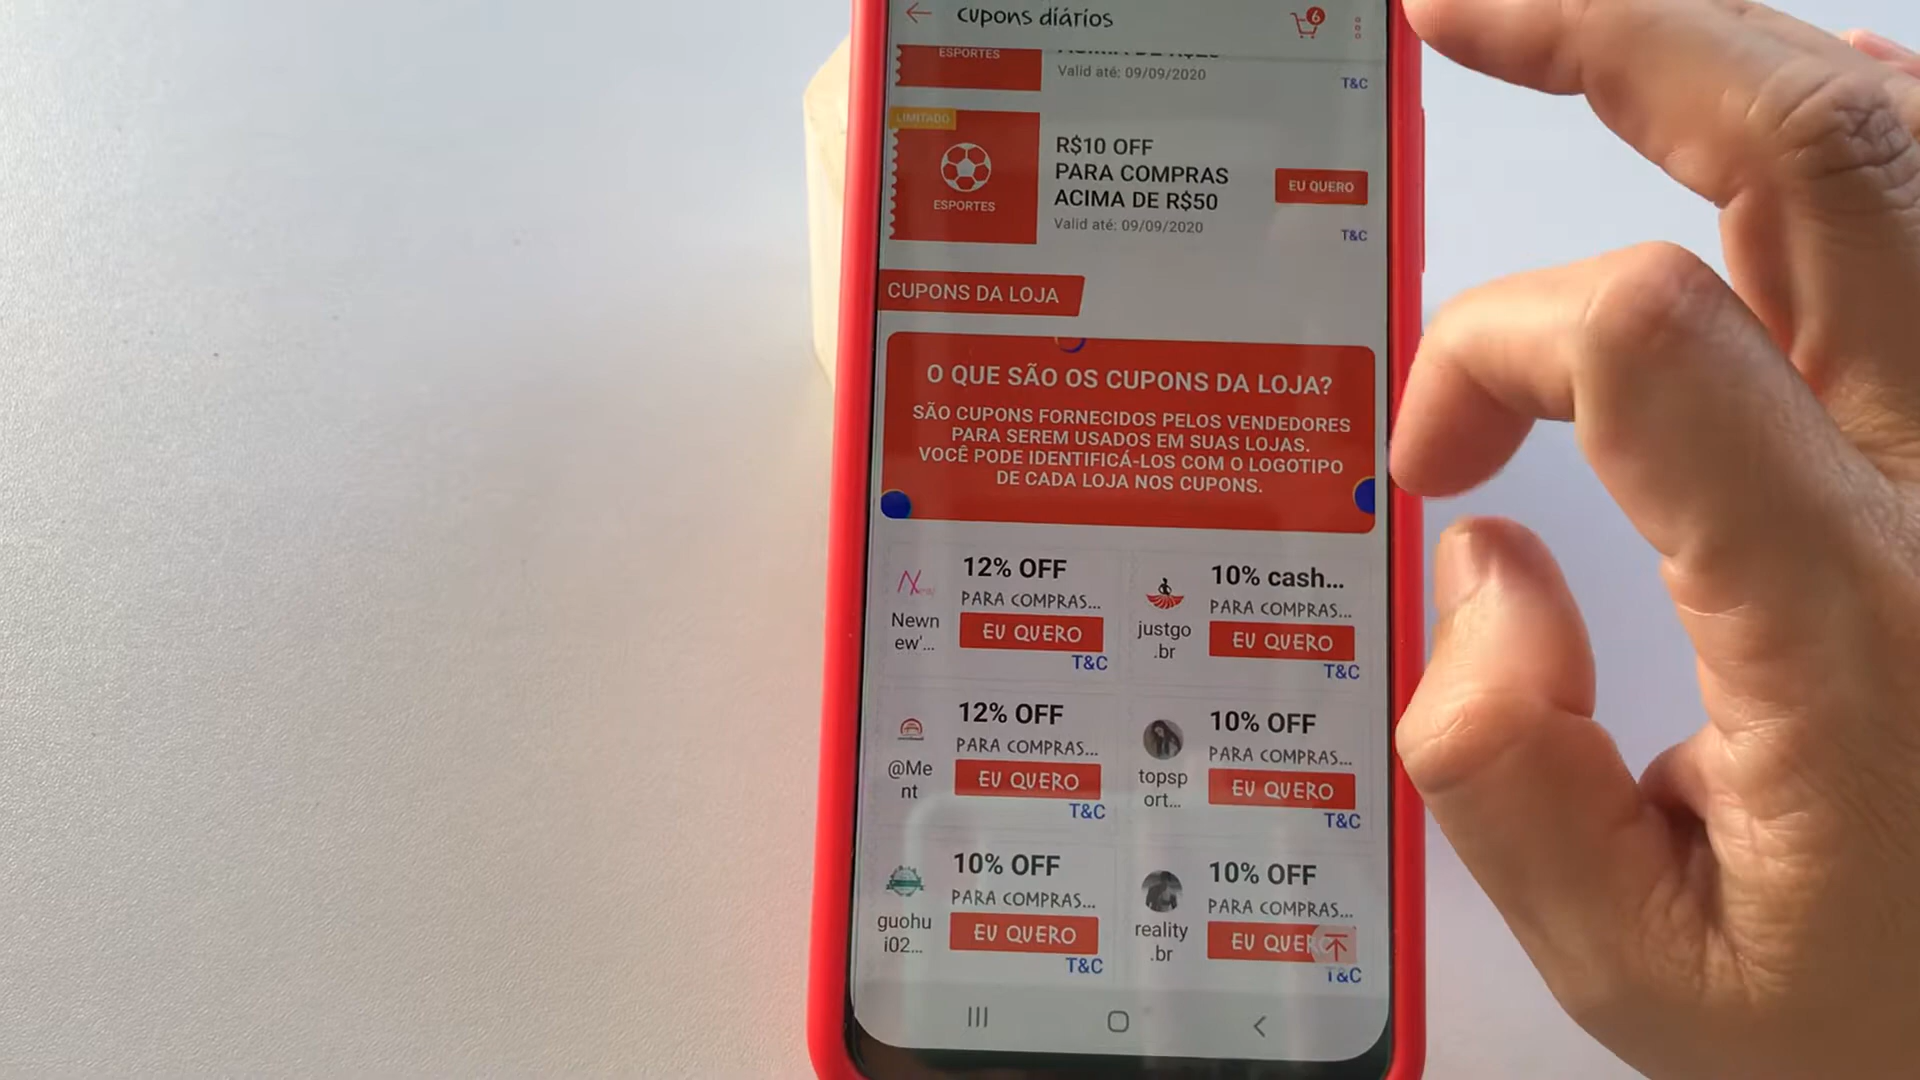 cupons diários
6
ESPORTES
Valid até: 09/09/2020
T&C
LIMITADO
ESPORTES
R$10 OFF
PARA COMPRAS
ACIMA DE R$50
Valid até: 09/09/2020
EU QUERO
T&C
CUPONS DA LOJA
O QUE SÃO OS CUPONS DA LOJA?
SÃO CUPONS FORNECIDOS PELOS VENDEDORES
PARA SEREM USADOS EM SUAS LOJAS.
VOCÊ PODE IDENTIFICÁ-LOS COM O LOGOTIPO
DE CADA LOJA NOS CUPONS.
Newn
ew'...
12% OFF
PARA COMPRAS...
EU QUERO
T&C
justgo
.br
10% cash...
PARA COMPRAS...
EU QUERO
T&C
@Me
nt
12% OFF
PARA COMPRAS...
EU QUERO
T&C
topsp
ort...
10% OFF
PARA COMPRAS...
EU QUERO
T&C
guohu
i02...
10% OFF
PARA COMPRAS...
EU QUERO
T&C
reality
.br
10% OFF
PARA COMPRAS...
EU QUERO
T&C